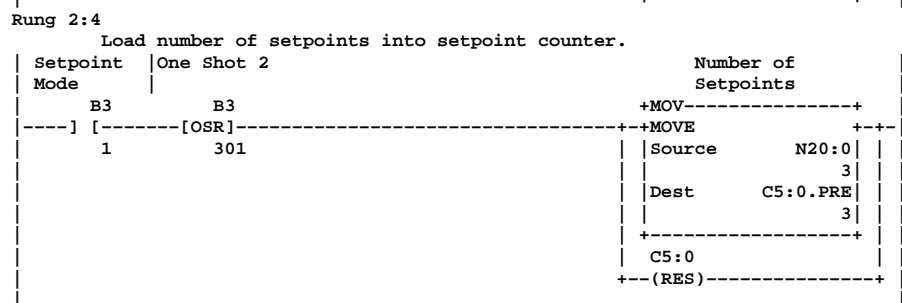 Rung 2:4
Load number of setpoints into setpoint counter.
| Setpoint |One Shot 2 Number of |
| Mode | Setpoints |
| B3 B3 +MOV---------------+ |
|----] [-------[OSR]----------------------------------+-+MOVE +-+-|
| 1 301 | |Source N20:0| | |
| | | 3| | |
| | |Dest C5:0.PRE| | |
| | | 3| | |
| | +------------------+ | |
| | C5:0 | |
| +--(RES)---------------+ |